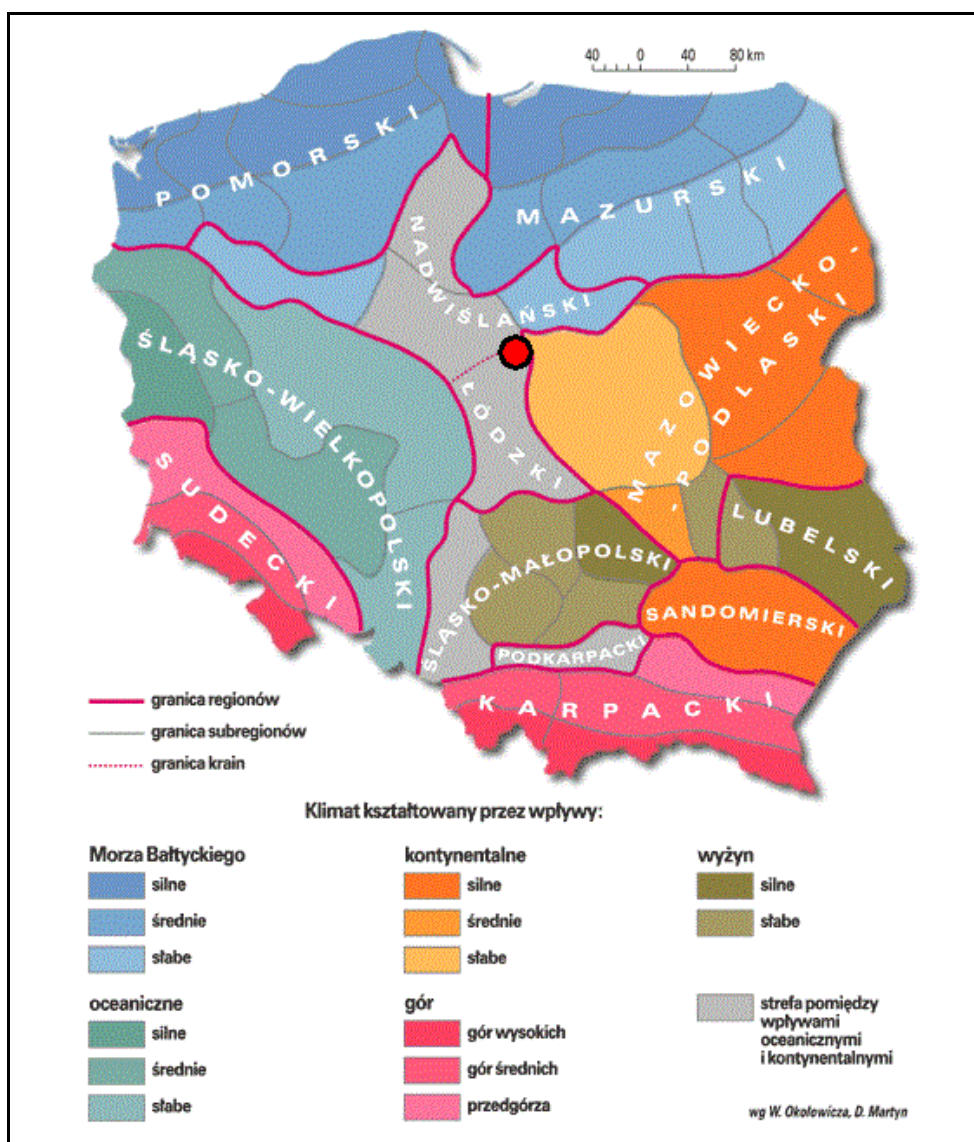 40 0 40 80 km
POMORSKI
MAZURSKI
NADWIŚLAŃSKI
MAZOWIECKO-
-PODLASKI
ŚLĄSKO-WIELKOPOLSKI
ŁÓDZKI
SUDECKI
LUBELSKI
ŚLĄSKO-MAŁOPOLSKI
SANDOMIERSKI
PODKARPACKI
KARPACKI
granica regionów
granica subregionów
granica krain
Klimat kształtowany przez wpływy:
Morza Bałtyckiego
silne
średnie
słabe
kontynentalne
silne
średnie
słabe
wyżyn
silne
słabe
oceaniczne
silne
średnie
słabe
gór
gór wysokich
gór średnich
przedgórza
strefa pomiędzy
wpływami
oceanicznymi
i kontynentalnymi
wg W. Okołowicza, D. Martyn